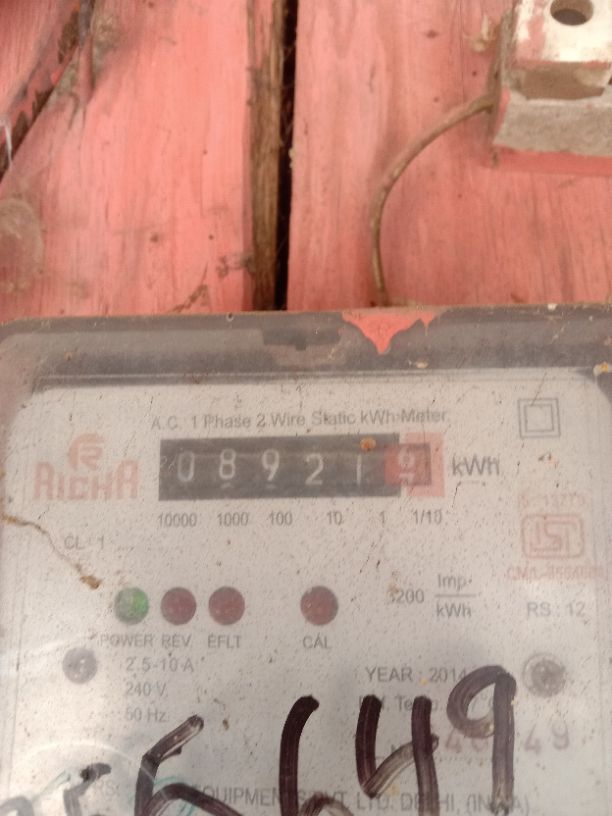 A.C. 1 Phase 2 Wire Static kWh Meter
RICHA
089219 kWh
10000 1000 100 10 1 1/10
CL: 1
3200 Imp/kWh
RS: 12
POWER REV EFLT CAL
2.5-10 A
240 V
50 Hz
YEAR: 2014
649
EQUIPMENTS PVT. LTD. DELHI, (INDIA)